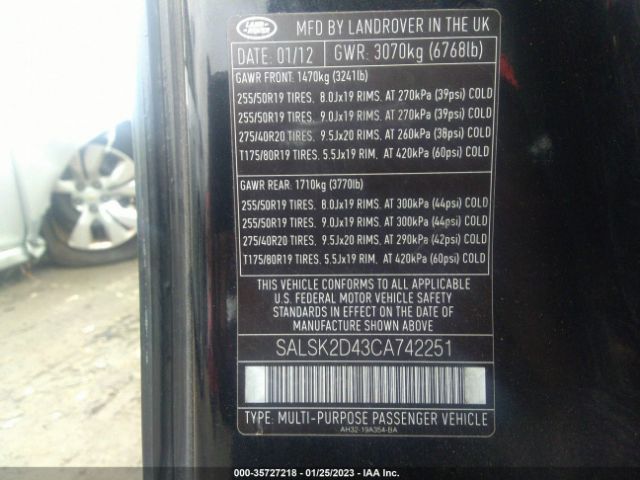 LAND ROVER
MFD BY LANDROVER IN THE UK
DATE: 01/12 GWR: 3070kg (6768lb)
GAWR FRONT: 1470kg (3241lb)
255/50R19 TIRES. 8.0Jx19 RIMS. AT 270kPa (39psi) COLD
255/50R19 TIRES. 9.0Jx19 RIMS. AT 270kPa (39psi) COLD
275/40R20 TIRES. 9.5Jx20 RIMS. AT 260kPa (38psi) COLD
T175/80R19 TIRES. 5.5Jx19 RIM. AT 420kPa (60psi) COLD
GAWR REAR: 1710kg (3770lb)
255/50R19 TIRES. 8.0Jx19 RIMS. AT 300kPa (44psi) COLD
255/50R19 TIRES. 9.0Jx19 RIMS. AT 300kPa (44psi) COLD
275/40R20 TIRES. 9.5Jx20 RIMS. AT 290kPa (42psi) COLD
T175/80R19 TIRES. 5.5Jx19 RIM. AT 420kPa (60psi) COLD
THIS VEHICLE CONFORMS TO ALL APPLICABLE
U.S. FEDERAL MOTOR VEHICLE SAFETY
STANDARDS IN EFFECT ON THE DATE OF
MANUFACTURE SHOWN ABOVE
SALSK2D43CA742251
TYPE: MULTI-PURPOSE PASSENGER VEHICLE
AH32-19A354-BA
000-35727218 - 01/25/2023 - IAA Inc.